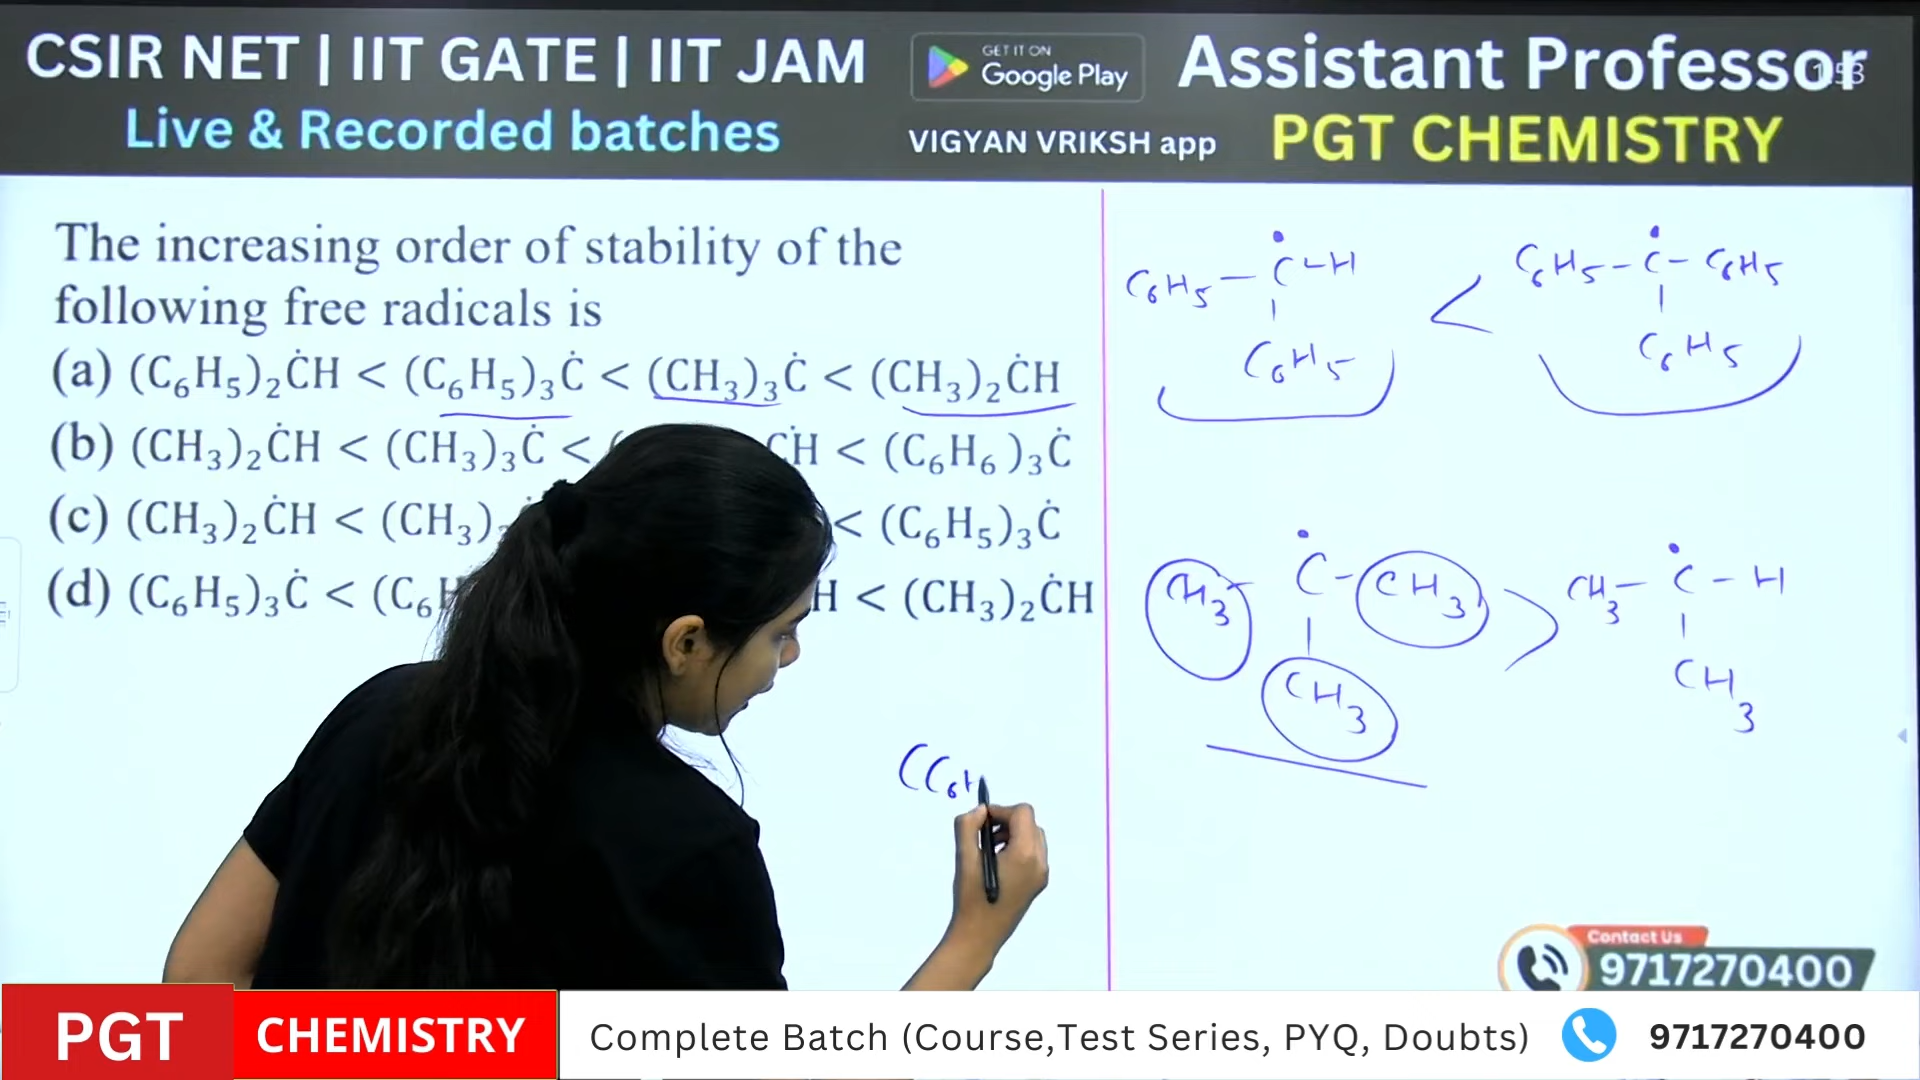 CSIR NET | IIT GATE | IIT JAM
Live & Recorded batches
GET IT ON
Google Play
VIGYAN VRIKSH app
Assistant Professor
PGT CHEMISTRY
The increasing order of stability of the
following free radicals is
(a) (C₆H₅)₂ĊH < (C₆H₅)₃Ċ < (CH₃)₃Ċ < (CH₃)₂ĊH
(b) (CH₃)₂ĊH < (CH₃)₃Ċ < ( ĊH < (C₆H₆)₃Ċ
(c) (CH₃)₂ĊH < (CH₃) < (C₆H₅)₃Ċ
(d) (C₆H₅)₃Ċ < (C₆H H < (CH₃)₂ĊH
C₆H₅ — Ċ – H
C₆H₅
<
C₆H₅ – Ċ – C₆H₅
C₆H₅
CH₃ – Ċ – CH₃
CH₃
>
CH₃ – Ċ – H
CH₃
(C₆H
Contact Us
9717270400
PGT CHEMISTRY
Complete Batch (Course,Test Series, PYQ, Doubts)
9717270400